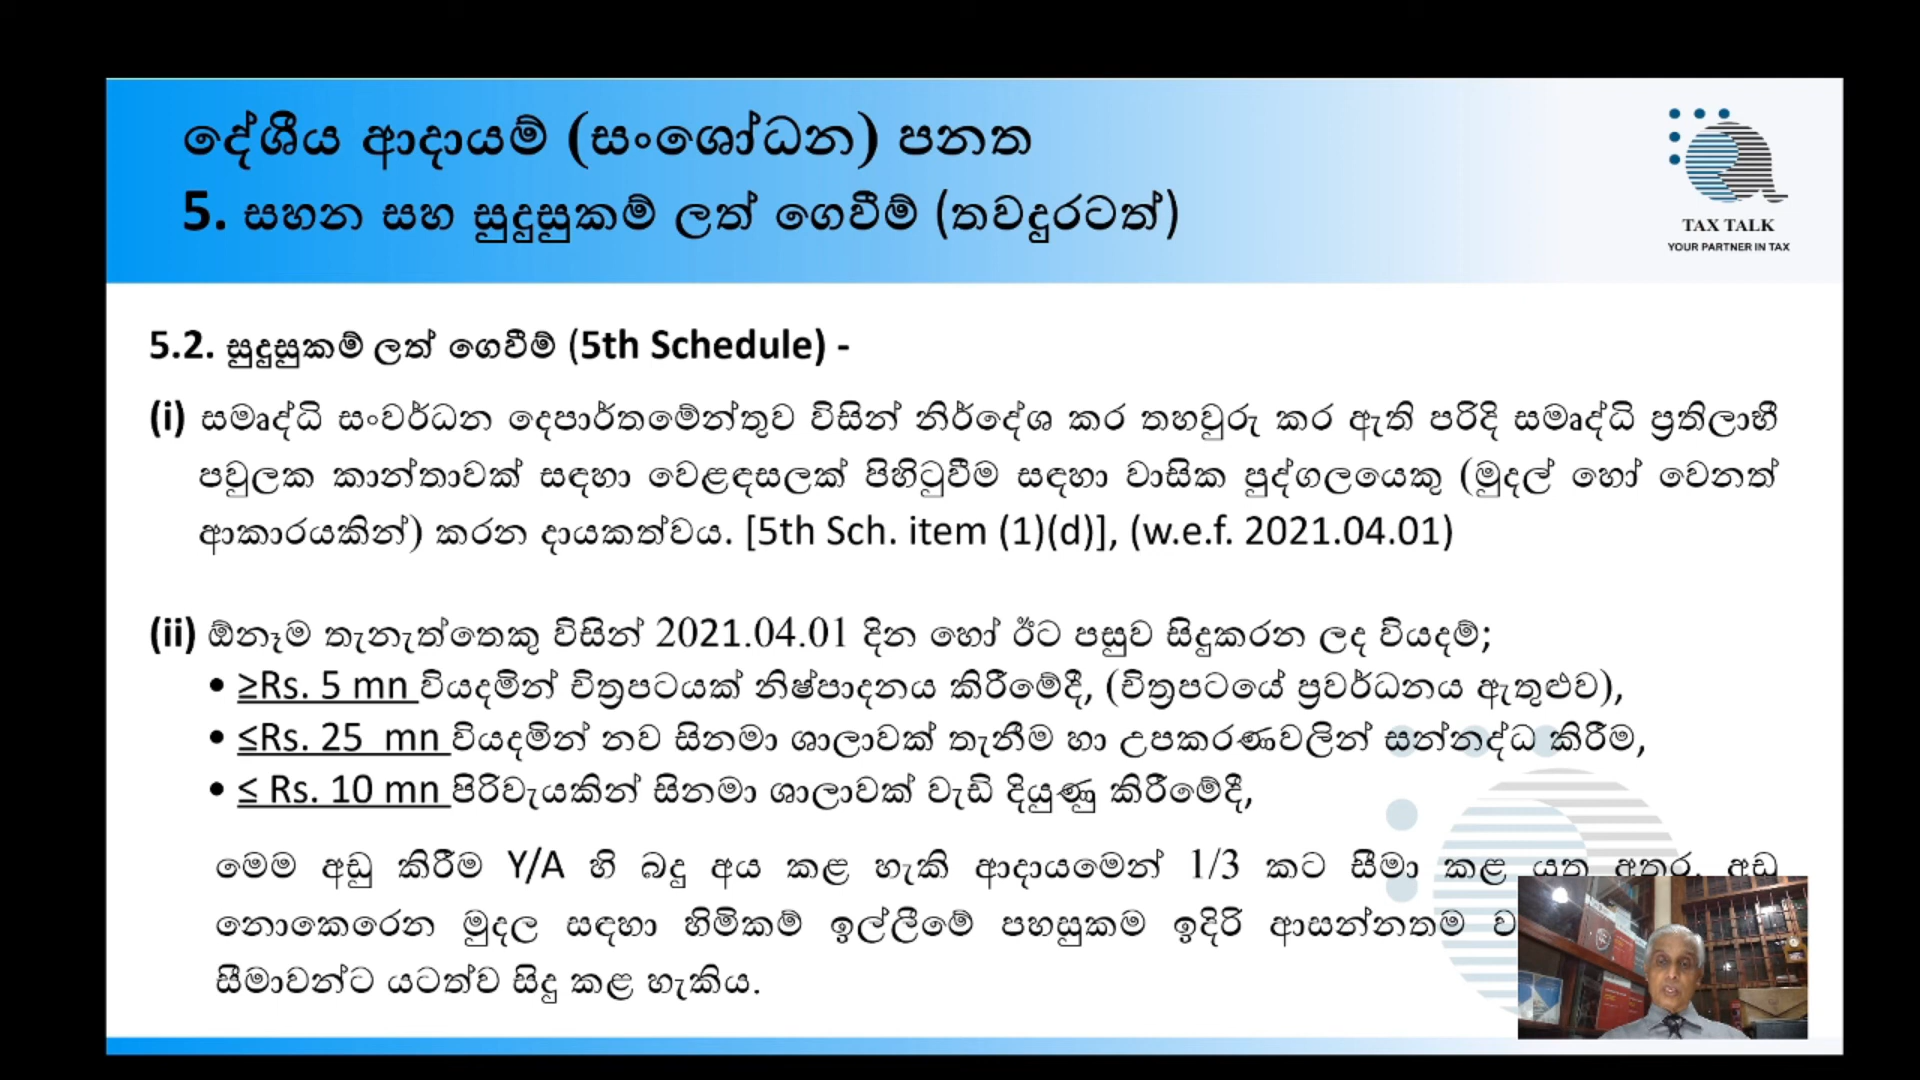 දේශීය ආදායම් (සංශෝධන) පනත
5. සහන සහ සුදුසුකම් ලත් ගෙවීම් (තවදුරටත්)
TAX TALK
YOUR PARTNER IN TAX
5.2. සුදුසුකම් ලත් ගෙවීම් (5th Schedule) -
(i) සමෘද්ධි සංවර්ධන දෙපාර්තමේන්තුව විසින් නිර්දේශ කර තහවුරු කර ඇති පරිදි සමෘද්ධි ප්‍රතිලාභී
පවුලක කාන්තාවක් සඳහා වෙළඳසලක් පිහිටුවීම සඳහා වාසික පුද්ගලයෙකු (මුදල් හෝ වෙනත්
ආකාරයකින්) කරන දායකත්වය. [5th Sch. item (1)(d)], (w.e.f. 2021.04.01)
(ii) ඕනෑම තැනැත්තෙකු විසින් 2021.04.01 දින හෝ ඊට පසුව සිදුකරන ලද වියදම්;
• ≥Rs. 5 mn වියදමින් චිත්‍රපටයක් නිෂ්පාදනය කිරීමේදී, (චිත්‍රපටයේ ප්‍රවර්ධනය ඇතුළුව),
• ≤Rs. 25 mn වියදමින් නව සිනමා ශාලාවක් තැනීම හා උපකරණවලින් සන්නද්ධ කිරීම,
• ≤ Rs. 10 mn පිරිවැයකින් සිනමා ශාලාවක් වැඩි දියුණු කිරීමේදී,
මෙම අඩු කිරීම Y/A හි බදු අය කළ හැකි ආදායමෙන් 1/3 කට සීමා කළ යුතු අතර, අඩු
නොකෙරෙන මුදල සඳහා හිමිකම් ඉල්ලීමේ පහසුකම ඉදිරි ආසන්නතම
සීමාවන්ට යටත්ව සිදු කළ හැකිය.